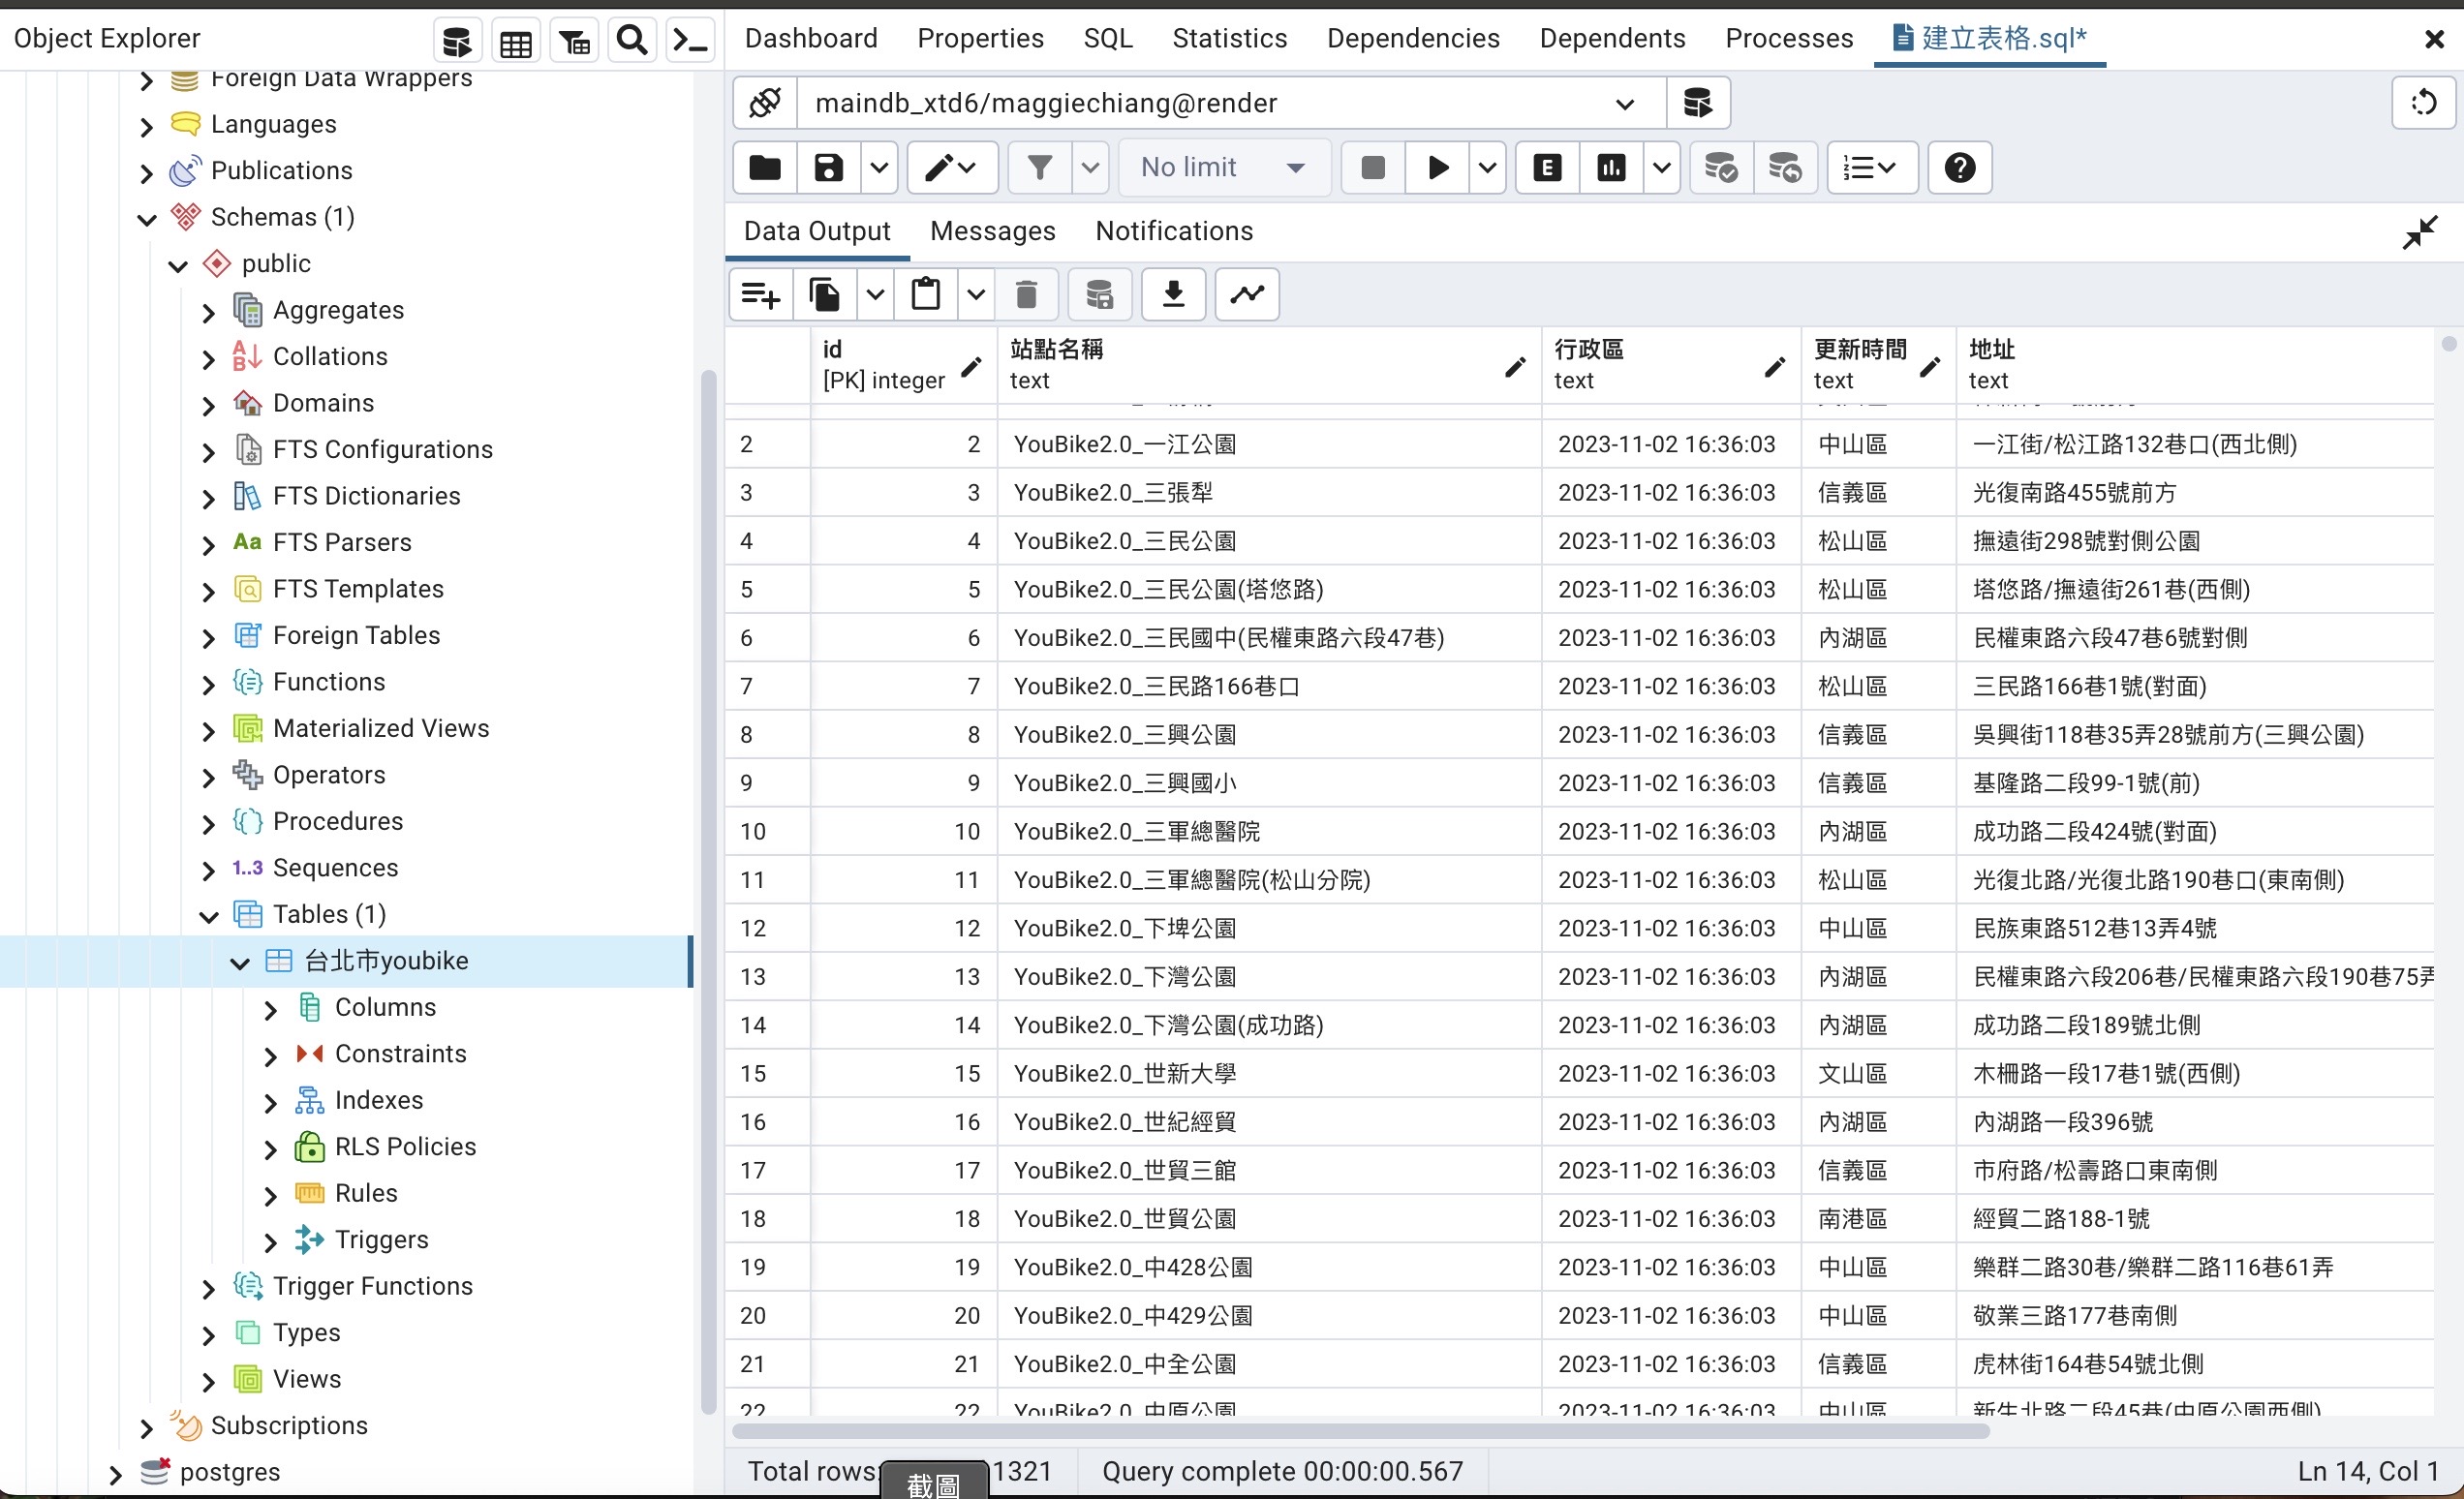 Object Explorer
Dashboard Properties SQL Statistics Dependencies Dependents Processes 建立表格.sql*
maindb_xtd6/maggiechiang@render
No limit
Data Output Messages Notifications
Foreign Data Wrappers
Languages
Publications
Schemas (1)
public
Aggregates
Collations
Domains
FTS Configurations
FTS Dictionaries
Aa FTS Parsers
FTS Templates
Foreign Tables
Functions
Materialized Views
Operators
Procedures
1..3 Sequences
Tables (1)
台北市youbike
Columns
Constraints
Indexes
RLS Policies
Rules
Triggers
Trigger Functions
Types
Views
Subscriptions
postgres
id 站點名稱 行政區 更新時間 地址
[PK] integer text text text text
2 2 YouBike2.0_一江公園 2023-11-02 16:36:03 中山區 一江街/松江路132巷口(西北側)
3 3 YouBike2.0_三張犁 2023-11-02 16:36:03 信義區 光復南路455號前方
4 4 YouBike2.0_三民公園 2023-11-02 16:36:03 松山區 撫遠街298號對側公園
5 5 YouBike2.0_三民公園(塔悠路) 2023-11-02 16:36:03 松山區 塔悠路/撫遠街261巷(西側)
6 6 YouBike2.0_三民國中(民權東路六段47巷) 2023-11-02 16:36:03 內湖區 民權東路六段47巷6號對側
7 7 YouBike2.0_三民路166巷口 2023-11-02 16:36:03 松山區 三民路166巷1號(對面)
8 8 YouBike2.0_三興公園 2023-11-02 16:36:03 信義區 吳興街118巷35弄28號前方(三興公園)
9 9 YouBike2.0_三興國小 2023-11-02 16:36:03 信義區 基隆路二段99-1號(前)
10 10 YouBike2.0_三軍總醫院 2023-11-02 16:36:03 內湖區 成功路二段424號(對面)
11 11 YouBike2.0_三軍總醫院(松山分院) 2023-11-02 16:36:03 松山區 光復北路/光復北路190巷口(東南側)
12 12 YouBike2.0_下埤公園 2023-11-02 16:36:03 中山區 民族東路512巷13弄4號
13 13 YouBike2.0_下灣公園 2023-11-02 16:36:03 內湖區 民權東路六段206巷/民權東路六段190巷75弄
14 14 YouBike2.0_下灣公園(成功路) 2023-11-02 16:36:03 內湖區 成功路二段189號北側
15 15 YouBike2.0_世新大學 2023-11-02 16:36:03 文山區 木柵路一段17巷1號(西側)
16 16 YouBike2.0_世紀經貿 2023-11-02 16:36:03 內湖區 內湖路一段396號
17 17 YouBike2.0_世貿三館 2023-11-02 16:36:03 信義區 市府路/松壽路口東南側
18 18 YouBike2.0_世貿公園 2023-11-02 16:36:03 南港區 經貿二路188-1號
19 19 YouBike2.0_中428公園 2023-11-02 16:36:03 中山區 樂群二路30巷/樂群二路116巷61弄
20 20 YouBike2.0_中429公園 2023-11-02 16:36:03 中山區 敬業三路177巷南側
21 21 YouBike2.0_中全公園 2023-11-02 16:36:03 信義區 虎林街164巷54號北側
22 22 YouBike2.0_中原公園 2023-11-02 16:36:03 中山區 新生北路二段45巷(中原公園西側)
Total rows: 1321 Query complete 00:00:00.567 Ln 14, Col 1
截圖